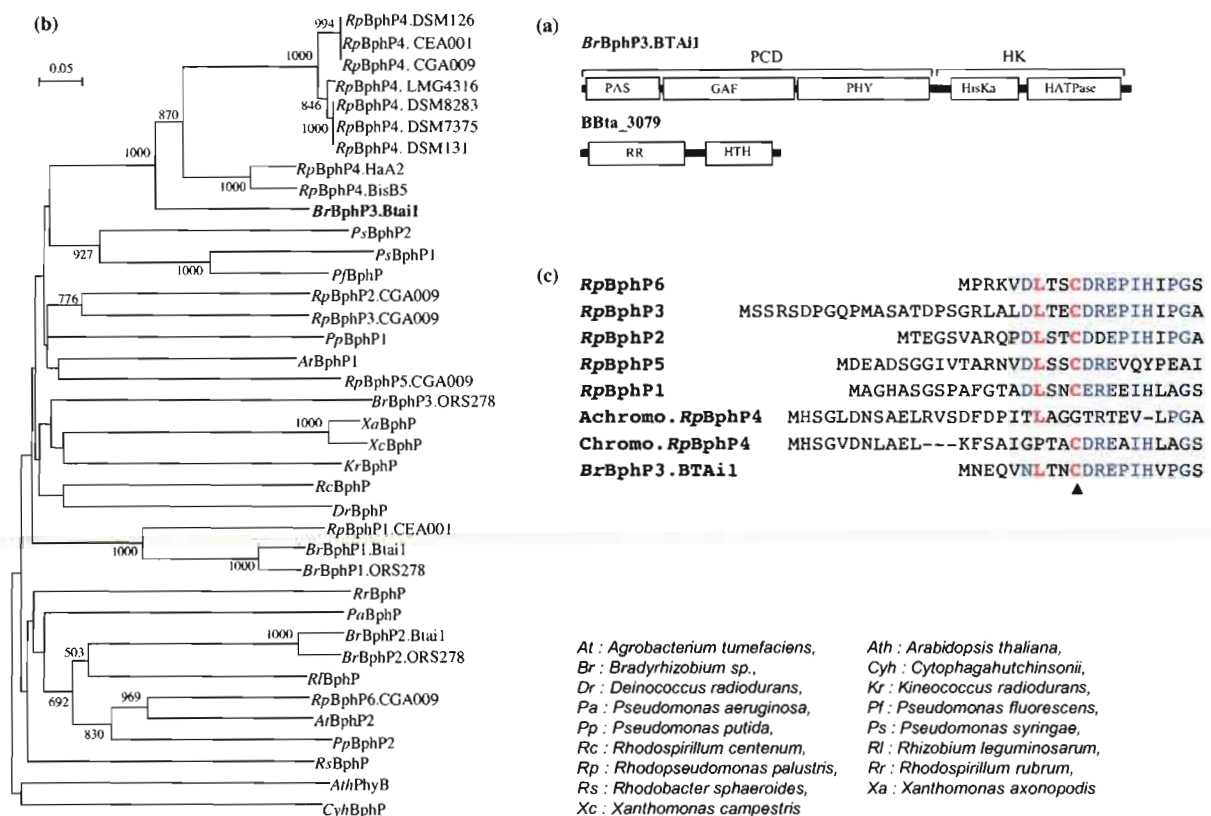 (b)
994
RpBphP4.DSM126
RpBphP4. CEA001
RpBphP4. CGA009
1000
RpBphP4. LMG4316
846
RpBphP4. DSM8283
RpBphP4. DSM7375
1000
RpBphP4. DSM131
0.05
870
1000
RpBphP4.HaA2
1000
RpBphP4.BisB5
BrBphP3.Btai1
PsBphP2
927
PsBphP1
1000
PfBphP
776
RpBphP2.CGA009
RpBphP3.CGA009
PpBphP1
AtBphP1
RpBphP5.CGA009
BrBphP3.ORS278
1000
XaBphP
XcBphP
KrBphP
RcBphP
DrBphP
RpBphP1.CEA001
1000
BrBphP1.Btai1
1000
BrBphP1.ORS278
RrBphP
PaBphP
1000
BrBphP2.Btai1
503
BrBphP2.ORS278
RlBphP
692
969
RpBphP6.CGA009
AtBphP2
830
PpBphP2
RsBphP
AthPhyB
CyhBphP
(a)
BrBphP3.BTAi1
PCD HK
PAS GAF PHY HisKa HATPase
BBta_3079
RR HTH
(c)
RpBphP6 MPRKVDLTSCDREPIHIPGS
RpBphP3 MSSRSDPGQPMASATDPSGRLALDLTECDREPIHIPGA
RpBphP2 MTEGSVARQPDLSTCDDEPIHIPGA
RpBphP5 MDEADSGGIVTARNVDLSSCDREVQYPEAI
RpBphP1 MAGHASGSPAFGTADLSNCEREEIHLAGS
Achromo.RpBphP4 MHSGLDNSAELRVSDFDPITLAGGTRTEV-LPGA
Chromo.RpBphP4 MHSGVDNLAEL---KFSAIGPTACDREAIHLAGS
BrBphP3.BTAi1 MNEQVNLTNCDREPIHVPGS
At : Agrobacterium tumefaciens,
Br : Bradyrhizobium sp.,
Dr : Deinococcus radiodurans,
Pa : Pseudomonas aeruginosa,
Pp : Pseudomonas putida,
Rc : Rhodospirillum centenum,
Rp : Rhodopseudomonas palustris,
Rs : Rhodobacter sphaeroides,
Xc : Xanthomonas campestris
Ath : Arabidopsis thaliana,
Cyh : Cytophagahutchinsonii,
Kr : Kineococcus radiodurans,
Pf : Pseudomonas fluorescens,
Ps : Pseudomonas syringae,
Rl : Rhizobium leguminosarum,
Rr : Rhodospirillum rubrum,
Xa : Xanthomonas axonopodis